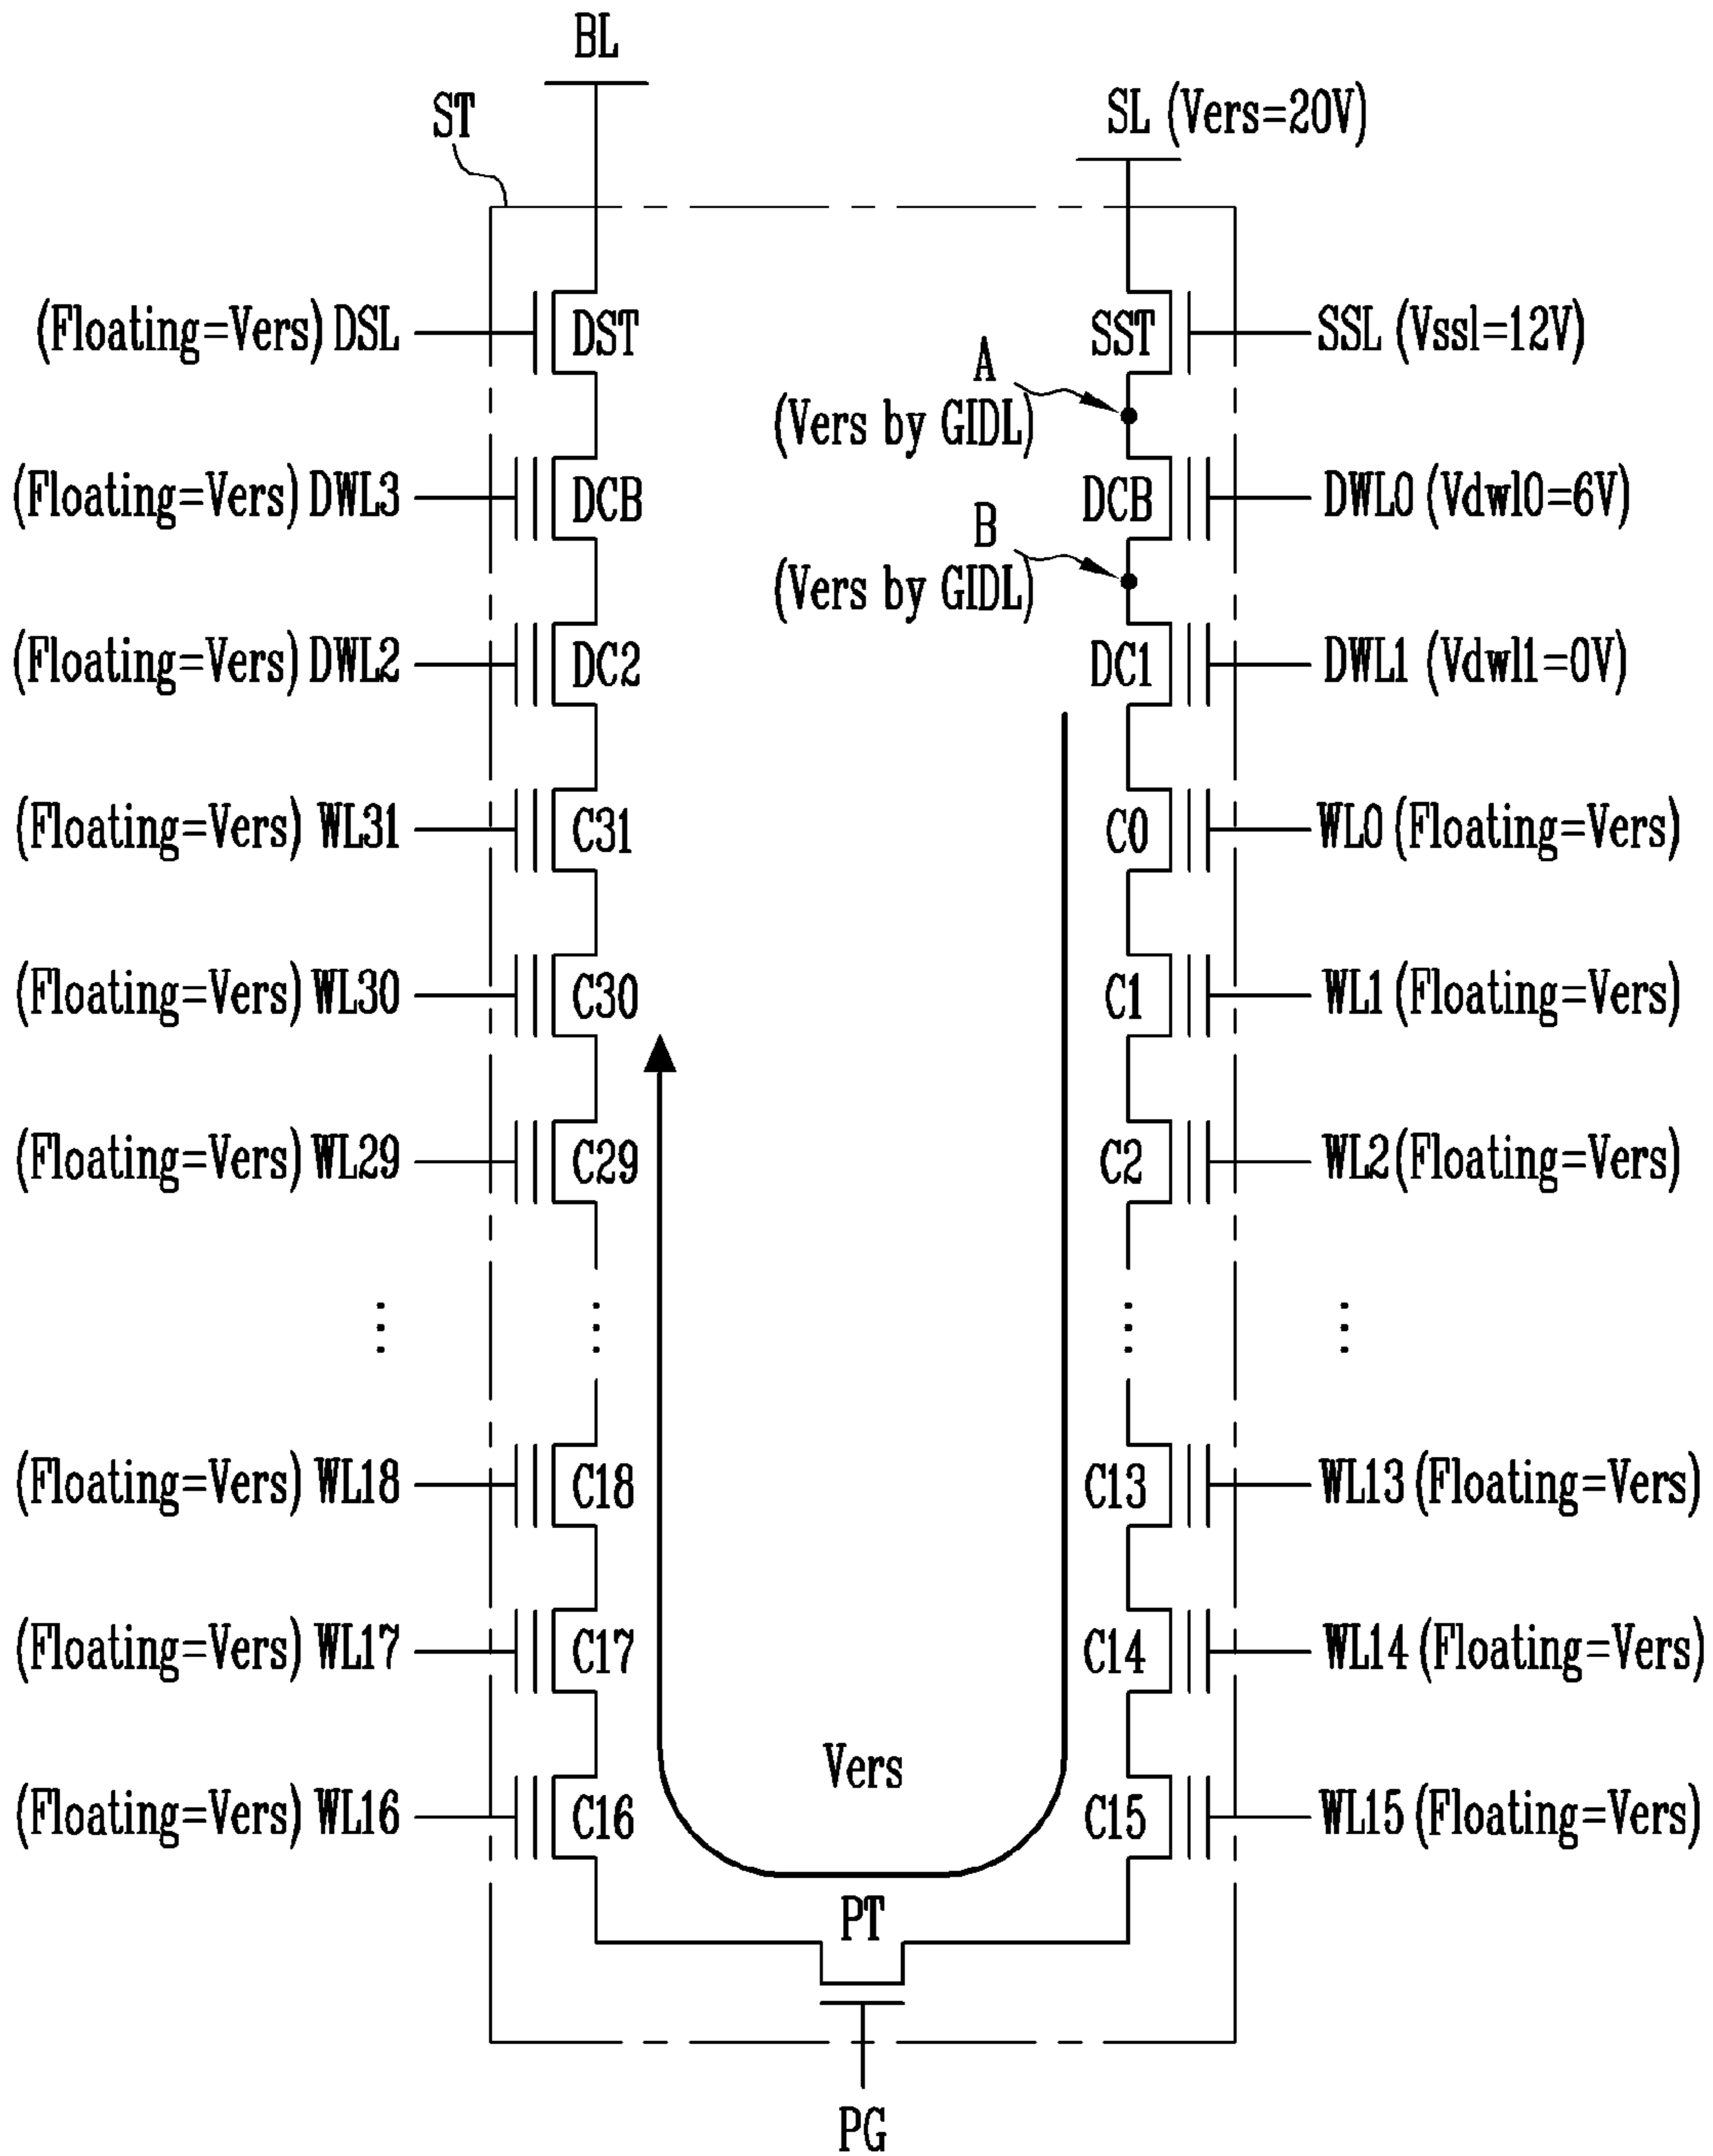 BL
SL (Vers=20V)
ST
(Floating=Vers) DSL
DST
SST
SSL (Vssl=12V)
A
(Vers by GIDL)
(Floating=Vers) DWL3
DCB
DCB
DWL0 (Vdwl0=6V)
B
(Vers by GIDL)
(Floating=Vers) DWL2
DC2
DC1
DWL1 (Vdwl1=0V)
(Floating=Vers) WL31
C31
C0
WL0 (Floating=Vers)
(Floating=Vers) WL30
C30
C1
WL1 (Floating=Vers)
(Floating=Vers) WL29
C29
C2
WL2 (Floating=Vers)
(Floating=Vers) WL18
C18
C13
WL13 (Floating=Vers)
(Floating=Vers) WL17
C17
C14
WL14 (Floating=Vers)
Vers
(Floating=Vers) WL16
C16
C15
WL15 (Floating=Vers)
PT
PG